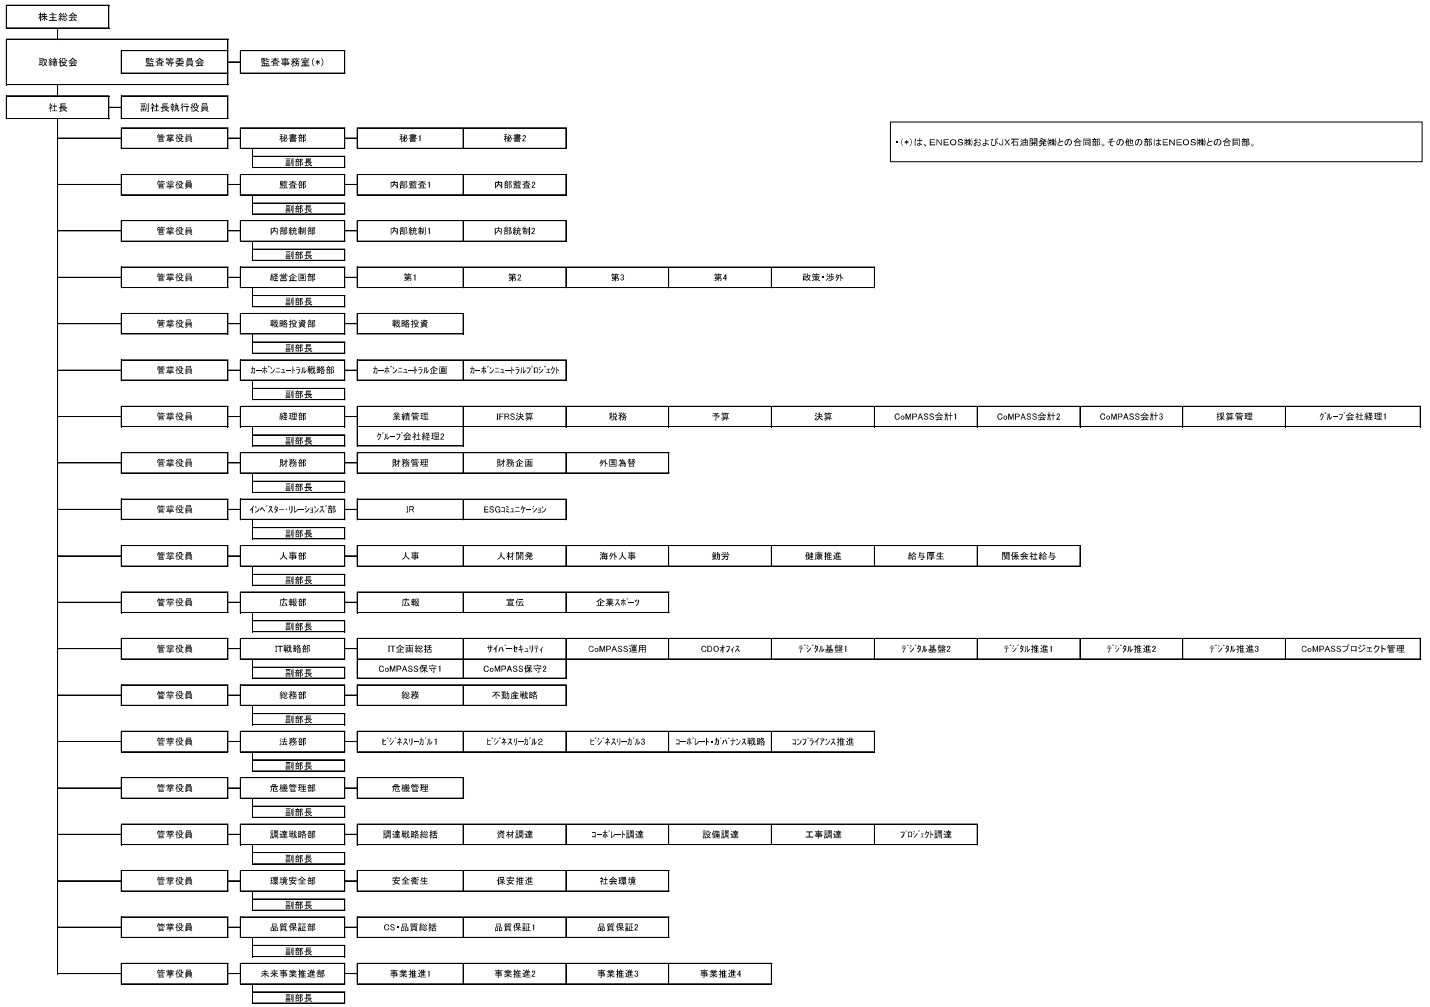 株主総会
取締役会 監査等委員会 監査事務室(*)
社長 副社長執行役員
管掌役員 秘書部 秘書1 秘書2
・(*)は、ENEOS㈱およびJX石油開発㈱との合同部。その他の部はENEOS㈱との合同部。
副部長
管掌役員 監査部 内部監査1 内部監査2
副部長
管掌役員 内部統制部 内部統制1 内部統制2
副部長
管掌役員 経営企画部 第1 第2 第3 第4 政策・渉外
副部長
管掌役員 戦略投資部 戦略投資
副部長
管掌役員 ｶｰﾎﾞﾝﾆｭｰﾄﾗﾙ戦略部 ｶｰﾎﾞﾝﾆｭｰﾄﾗﾙ企画 ｶｰﾎﾞﾝﾆｭｰﾄﾗﾙﾌﾟﾛｼﾞｪｸﾄ
副部長
管掌役員 経理部 業績管理 IFRS決算 税務 予算 決算 CoMPASS会計1 CoMPASS会計2 CoMPASS会計3 採算管理 ｸﾞﾙｰﾌﾟ会社経理1
副部長 ｸﾞﾙｰﾌﾟ会社経理2
管掌役員 財務部 財務管理 財務企画 外国為替
副部長
管掌役員 ｲﾝﾍﾞｽﾀｰ・ﾘﾚｰｼｮﾝｽﾞ部 IR ESGｺﾐｭﾆｹｰｼｮﾝ
副部長
管掌役員 人事部 人事 人材開発 海外人事 勤労 健康推進 給与厚生 関係会社給与
副部長
管掌役員 広報部 広報 宣伝 企業ｽﾎﾟｰﾂ
副部長
管掌役員 IT戦略部 IT企画総括 ｻｲﾊﾞｰｾｷｭﾘﾃｨ CoMPASS運用 CDOｵﾌｨｽ ﾃﾞｼﾞﾀﾙ基盤1 ﾃﾞｼﾞﾀﾙ基盤2 ﾃﾞｼﾞﾀﾙ推進1 ﾃﾞｼﾞﾀﾙ推進2 ﾃﾞｼﾞﾀﾙ推進3 CoMPASSプロジェクト管理
副部長 CoMPASS保守1 CoMPASS保守2
管掌役員 総務部 総務 不動産戦略
副部長
管掌役員 法務部 ﾋﾞｼﾞﾈｽﾘｰｶﾞﾙ1 ﾋﾞｼﾞﾈｽﾘｰｶﾞﾙ2 ﾋﾞｼﾞﾈｽﾘｰｶﾞﾙ3 ｺｰﾎﾟﾚｰﾄ・ｶﾞﾊﾞﾅﾝｽ戦略 ｺﾝﾌﾟﾗｲｱﾝｽ推進
副部長
管掌役員 危機管理部 危機管理
副部長
管掌役員 調達戦略部 調達戦略総括 資材調達 ｺｰﾎﾟﾚｰﾄ調達 設備調達 工事調達 ﾌﾟﾛｼﾞｪｸﾄ調達
副部長
管掌役員 環境安全部 安全衛生 保安推進 社会環境
副部長
管掌役員 品質保証部 CS・品質総括 品質保証1 品質保証2
副部長
管掌役員 未来事業推進部 事業推進1 事業推進2 事業推進3 事業推進4
副部長